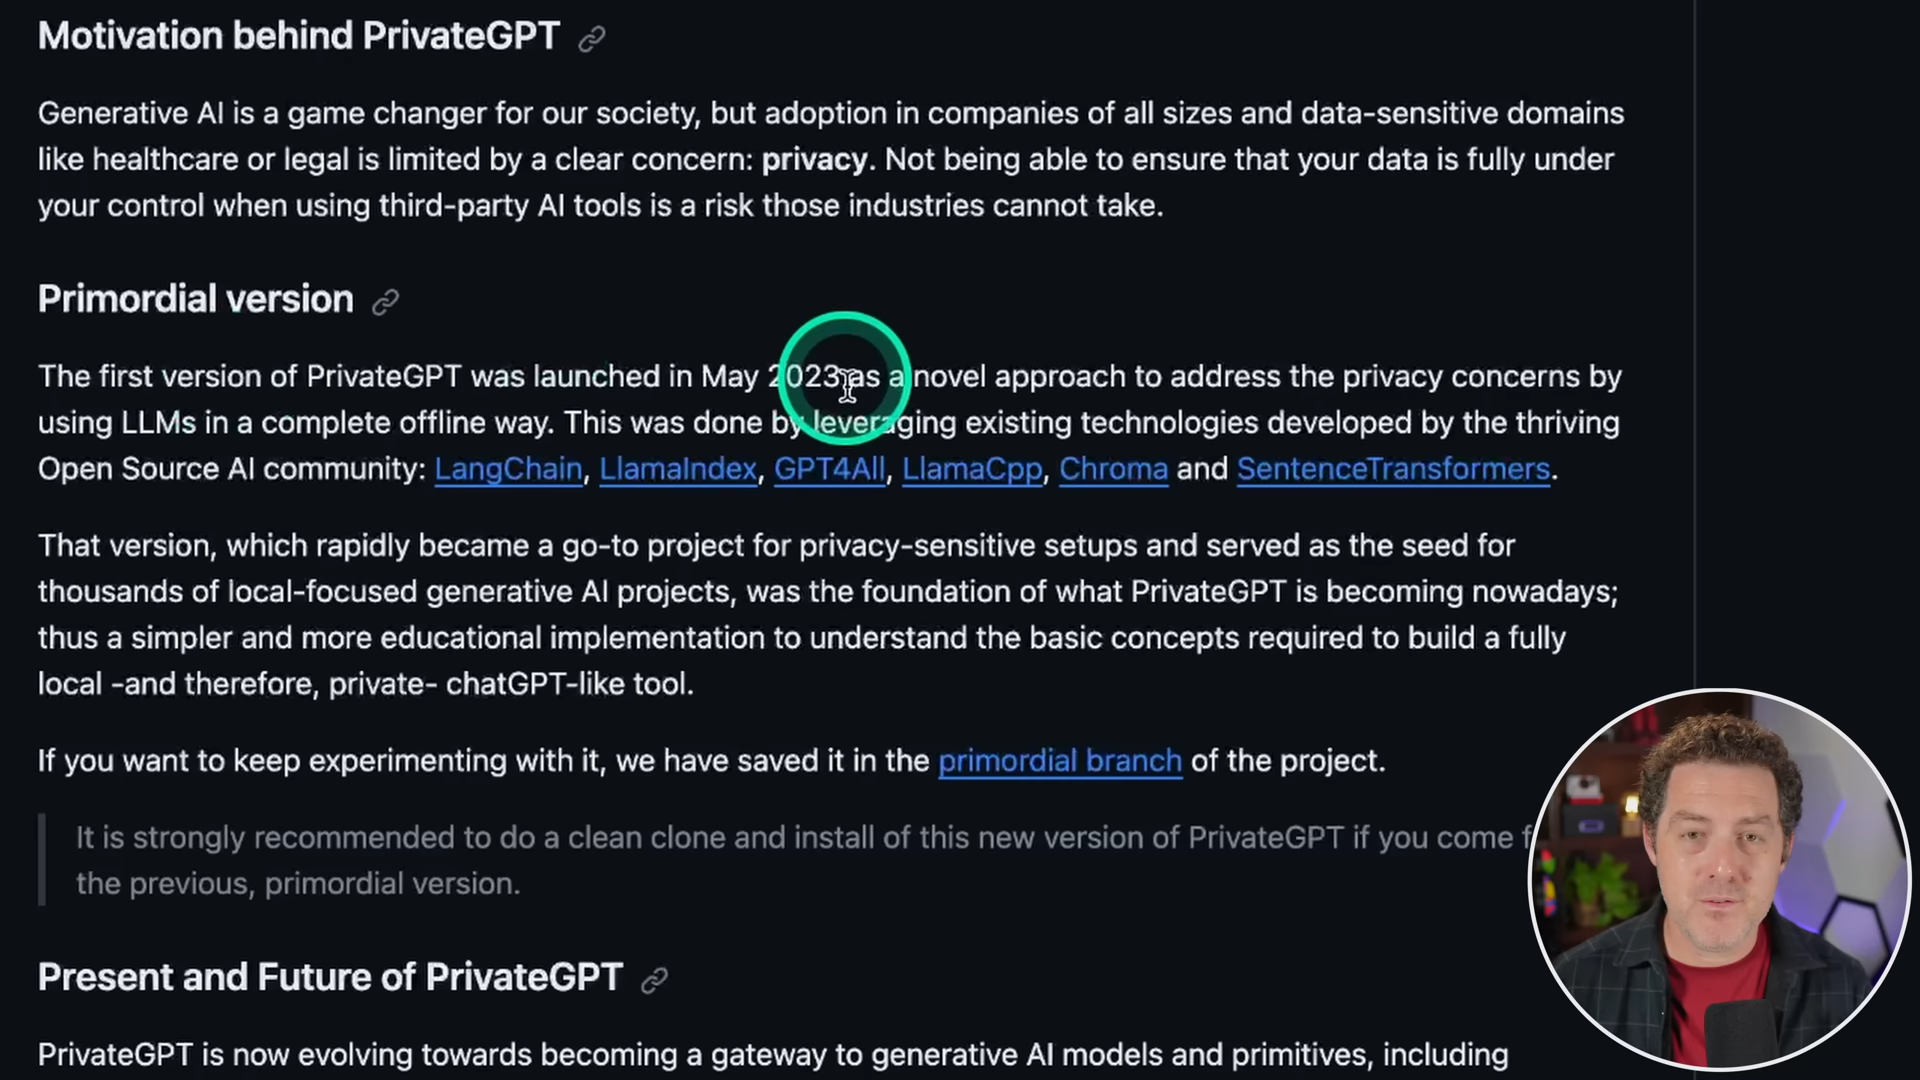 Motivation behind PrivateGPT
Generative AI is a game changer for our society, but adoption in companies of all sizes and data-sensitive domains
like healthcare or legal is limited by a clear concern: privacy. Not being able to ensure that your data is fully under
your control when using third-party AI tools is a risk those industries cannot take.
Primordial version
The first version of PrivateGPT was launched in May 2023 as a novel approach to address the privacy concerns by
using LLMs in a complete offline way. This was done by leveraging existing technologies developed by the thriving
Open Source AI community: LangChain, LlamaIndex, GPT4All, LlamaCpp, Chroma and SentenceTransformers.
That version, which rapidly became a go-to project for privacy-sensitive setups and served as the seed for
thousands of local-focused generative AI projects, was the foundation of what PrivateGPT is becoming nowadays;
thus a simpler and more educational implementation to understand the basic concepts required to build a fully
local -and therefore, private- chatGPT-like tool.
If you want to keep experimenting with it, we have saved it in the primordial branch of the project.
It is strongly recommended to do a clean clone and install of this new version of PrivateGPT if you come
the previous, primordial version.
Present and Future of PrivateGPT
PrivateGPT is now evolving towards becoming a gateway to generative AI models and primitives, including